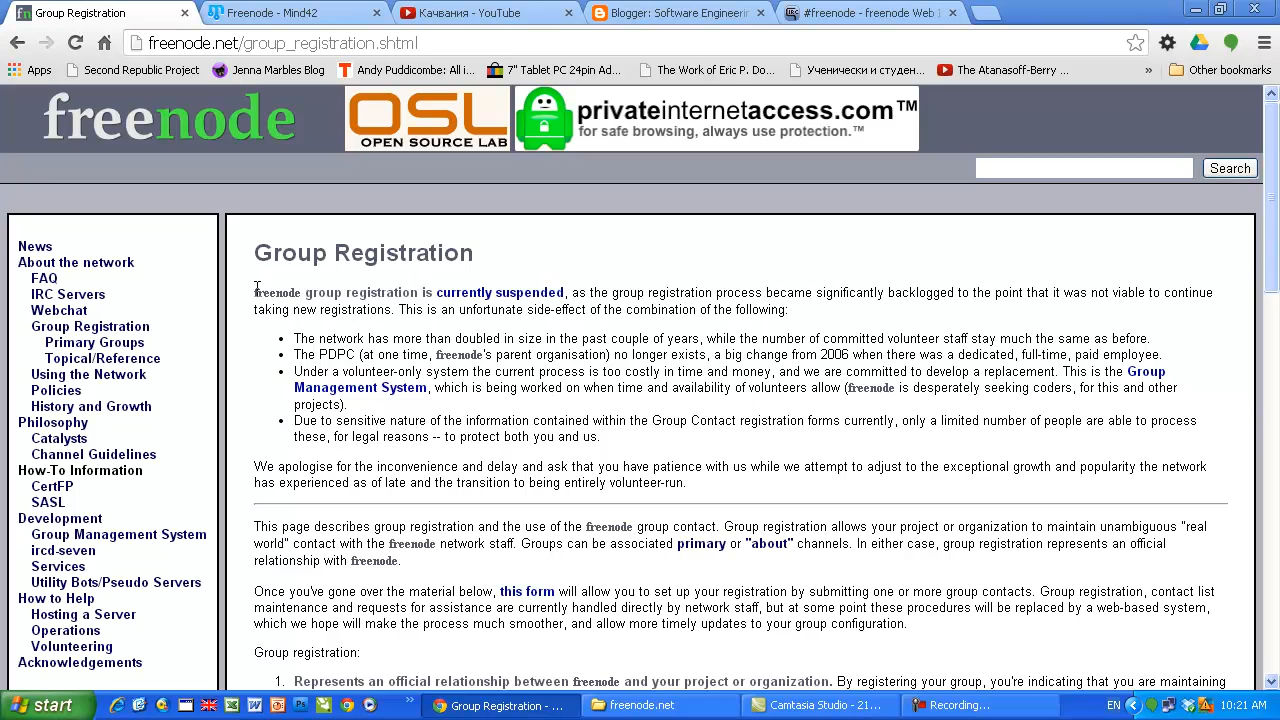 Group Registration
Freenode - Mind42
Качвания - YouTube
Blogger: Software Engineerin
#freenode - freenode Web I
freenode.net/group_registration.shtml
Apps
Second Republic Project
Jenna Marbles Blog
Andy Puddicombe: All i...
7" Tablet PC 24pin Ad...
The Work of Eric P. Do...
Ученически и студен...
The Atanasoff-Berry ...
»
Other bookmarks
freenode
OSL
OPEN SOURCE LAB
privateinternetaccess.com™
for safe browsing, always use protection.™
Search
News
About the network
FAQ
IRC Servers
Webchat
Group Registration
Primary Groups
Topical/Reference
Using the Network
Policies
History and Growth
Philosophy
Catalysts
Channel Guidelines
How-To Information
CertFP
SASL
Development
Group Management System
ircd-seven
Services
Utility Bots/Pseudo Servers
How to Help
Hosting a Server
Operations
Volunteering
Acknowledgements
Group Registration
freenode group registration is currently suspended, as the group registration process became significantly backlogged to the point that it was not viable to continue
taking new registrations. This is an unfortunate side-effect of the combination of the following:
• The network has more than doubled in size in the past couple of years, while the number of committed volunteer staff stay much the same as before.
• The PDPC (at one time, freenode's parent organisation) no longer exists, a big change from 2006 when there was a dedicated, full-time, paid employee.
• Under a volunteer-only system the current process is too costly in time and money, and we are committed to develop a replacement. This is the Group
Management System, which is being worked on when time and availability of volunteers allow (freenode is desperately seeking coders, for this and other
projects).
• Due to sensitive nature of the information contained within the Group Contact registration forms currently, only a limited number of people are able to process
these, for legal reasons -- to protect both you and us.
We apologise for the inconvenience and delay and ask that you have patience with us while we attempt to adjust to the exceptional growth and popularity the network
has experienced as of late and the transition to being entirely volunteer-run.
This page describes group registration and the use of the freenode group contact. Group registration allows your project or organization to maintain unambiguous "real
world" contact with the freenode network staff. Groups can be associated primary or "about" channels. In either case, group registration represents an official
relationship with freenode.
Once you've gone over the material below, this form will allow you to set up your registration by submitting one or more group contacts. Group registration, contact list
maintenance and requests for assistance are currently handled directly by network staff, but at some point these procedures will be replaced by a web-based system,
which we hope will make the process much smoother, and allow more timely updates to your group configuration.
Group registration:
1. Represents an official relationship between freenode and your project or organization. By registering your group, you're indicating that you are maintaining
start
»
Group Registration - ...
freenode.net
Camtasia Studio - 21...
Recording...
EN
10:21 AM